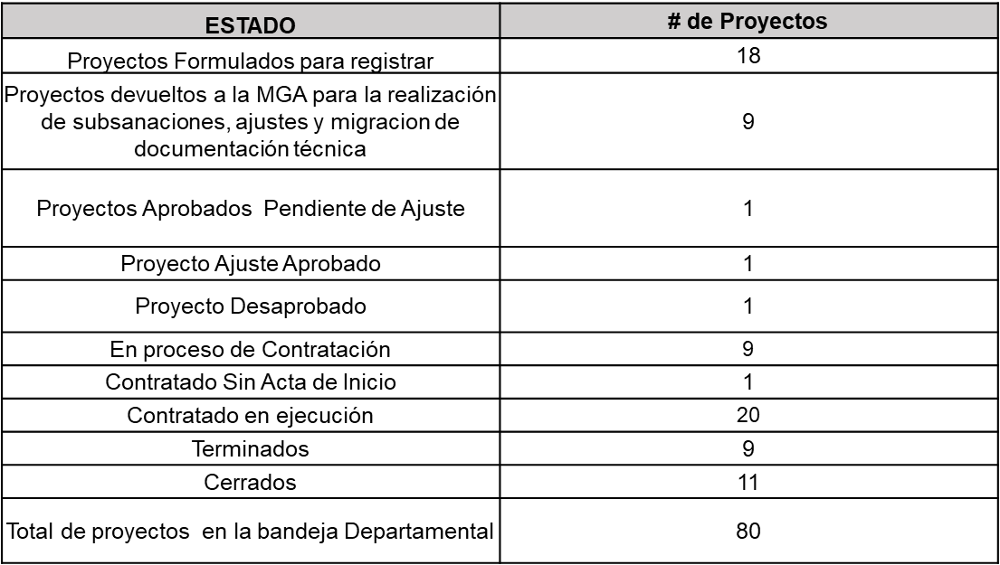 ESTADO
# de Proyectos
Proyectos Formulados para registrar
18
Proyectos devueltos a la MGA para la realización
de subsanaciones, ajustes y migracion de
documentación técnica
9
Proyectos Aprobados Pendiente de Ajuste
1
Proyecto Ajuste Aprobado
1
Proyecto Desaprobado
1
En proceso de Contratación
9
Contratado Sin Acta de Inicio
1
Contratado en ejecución
20
Terminados
9
Cerrados
11
Total de proyectos en la bandeja Departamental
80